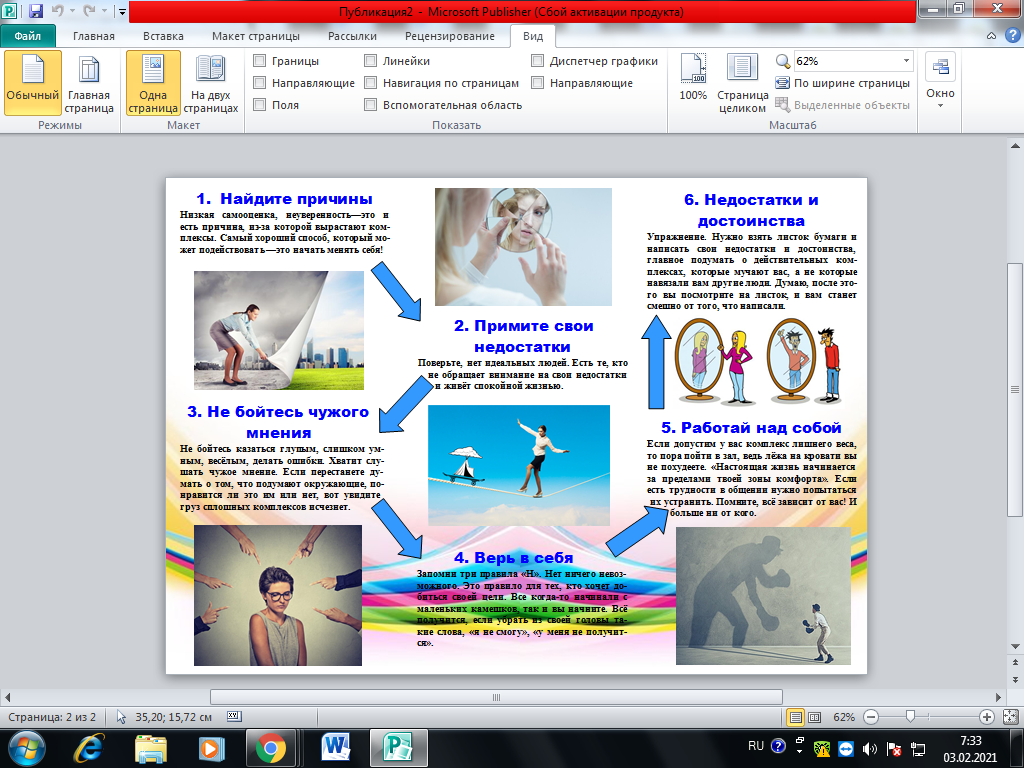 Публикация2 - Microsoft Publisher (Сбой активации продукта)
Файл Главная Вставка Макет страницы Рассылки Рецензирование Вид
Обычный
Главная страница
Режимы
Одна страница
На двух страницах
Макет
Границы
Направляющие
Поля
Линейки
Навигация по страницам
Вспомогательная область
Диспетчер графики
Направляющие
Показать
100%
Страница целиком
62%
По ширине страницы
Выделенные объекты
Масштаб
Окно
1. Найдите причины
Низкая самооценка, неуверенность—это и
есть причина, из-за которой вырастают ком-
плексы. Самый хороший способ, который мо-
жет подействовать—это начать менять себя!
2. Примите свои
недостатки
Поверьте, нет идеальных людей. Есть те, кто
не обращает внимание на свои недостатки
и живёт спокойной жизнью.
3. Не бойтесь чужого
мнения
Не бойтесь казаться глупым, слишком ум-
ным, весёлым, делать ошибки. Хватит слу-
шать чужое мнение. Если перестанете ду-
мать о том, что подумают окружающие, по-
нравится ли это им или нет, вот увидите
груз сплошных комплексов исчезнет.
4. Верь в себя
Запомни три правила «Н». Нет ничего невоз-
можного. Это правило для тех, кто хочет до-
биться своей цели. Все когда-то начинали с
маленьких камешков, так и вы начните. Всё
получится, если убрать из своей головы та-
кие слова, «я не смогу», «у меня не получит-
ся».
5. Работай над собой
Если допустим у вас комплекс лишнего веса,
то пора пойти в зал, ведь лёжа на кровати вы
не похудеете. «Настоящая жизнь начинается
за пределами твоей зоны комфорта». Если
есть трудности в общении нужно попытаться
их устранить. Помните, всё зависит от вас! И
больше ни от кого.
6. Недостатки и
достоинства
Упражнение. Нужно взять листок бумаги и
написать свои недостатки и достоинства,
главное подумать о действительных ком-
плексах, которые мучают вас, а не которые
навязали вам другие люди. Думаю, после это-
го вы посмотрите на листок, и вам станет
смешно от того, что написали.
Страница: 2 из 2
35,20; 15,72 см
62%
RU
7:33
03.02.2021